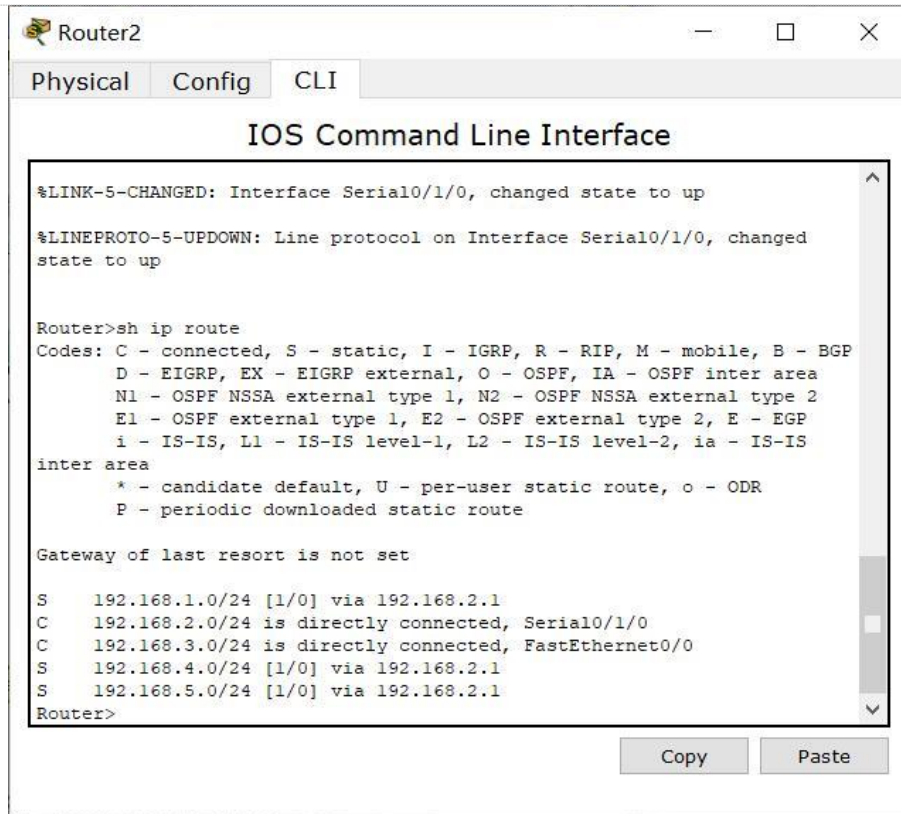 Router2
Physical Config CLI
IOS Command Line Interface
%LINK-5-CHANGED: Interface Serial0/1/0, changed state to up
%LINEPROTO-5-UPDOWN: Line protocol on Interface Serial0/1/0, changed
state to up
Router>sh ip route
Codes: C - connected, S - static, I - IGRP, R - RIP, M - mobile, B - BGP
D - EIGRP, EX - EIGRP external, O - OSPF, IA - OSPF inter area
N1 - OSPF NSSA external type 1, N2 - OSPF NSSA external type 2
E1 - OSPF external type 1, E2 - OSPF external type 2, E - EGP
i - IS-IS, L1 - IS-IS level-1, L2 - IS-IS level-2, ia - IS-IS
inter area
* - candidate default, U - per-user static route, o - ODR
P - periodic downloaded static route
Gateway of last resort is not set
S 192.168.1.0/24 [1/0] via 192.168.2.1
C 192.168.2.0/24 is directly connected, Serial0/1/0
C 192.168.3.0/24 is directly connected, FastEthernet0/0
S 192.168.4.0/24 [1/0] via 192.168.2.1
S 192.168.5.0/24 [1/0] via 192.168.2.1
Router>
Copy Paste